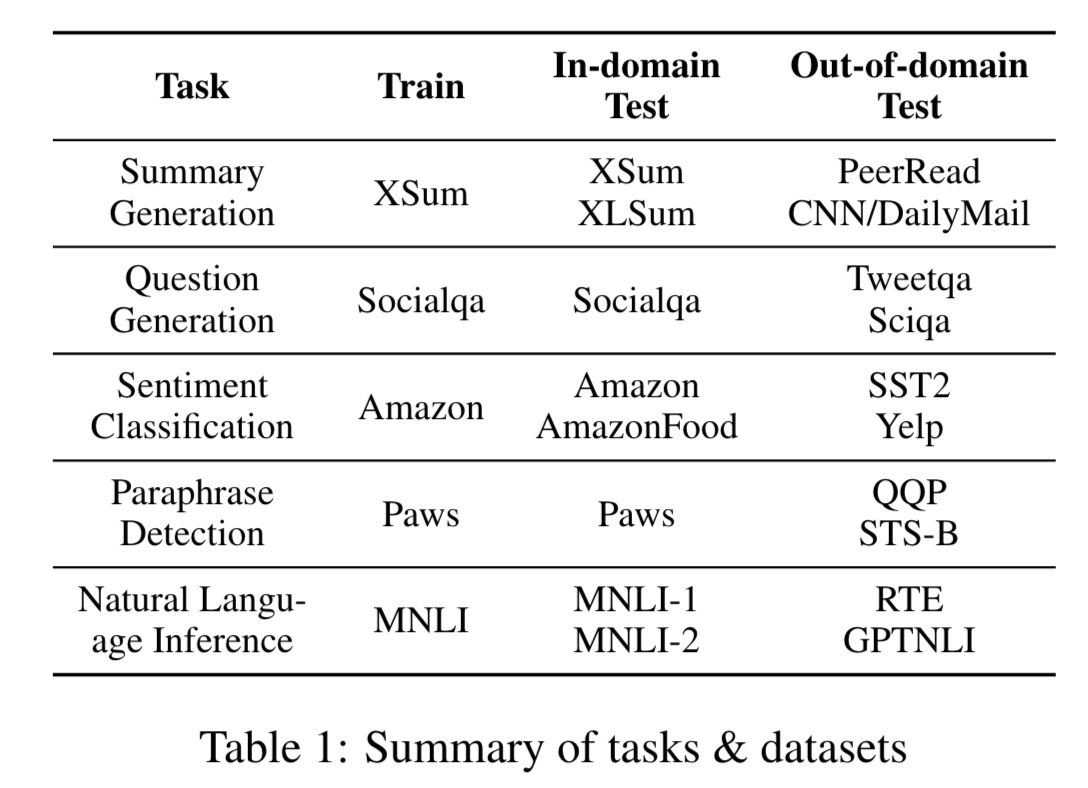 Task Train In-domain Test Out-of-domain Test
Summary Generation XSum XSum XLSum PeerRead CNN/DailyMail
Question Generation Socialqa Socialqa Tweetqa Sciqa
Sentiment Classification Amazon Amazon AmazonFood SST2 Yelp
Paraphrase Detection Paws Paws QQP STS-B
Natural Langu-age Inference MNLI MNLI-1 MNLI-2 RTE GPTNLI
Table 1: Summary of tasks & datasets